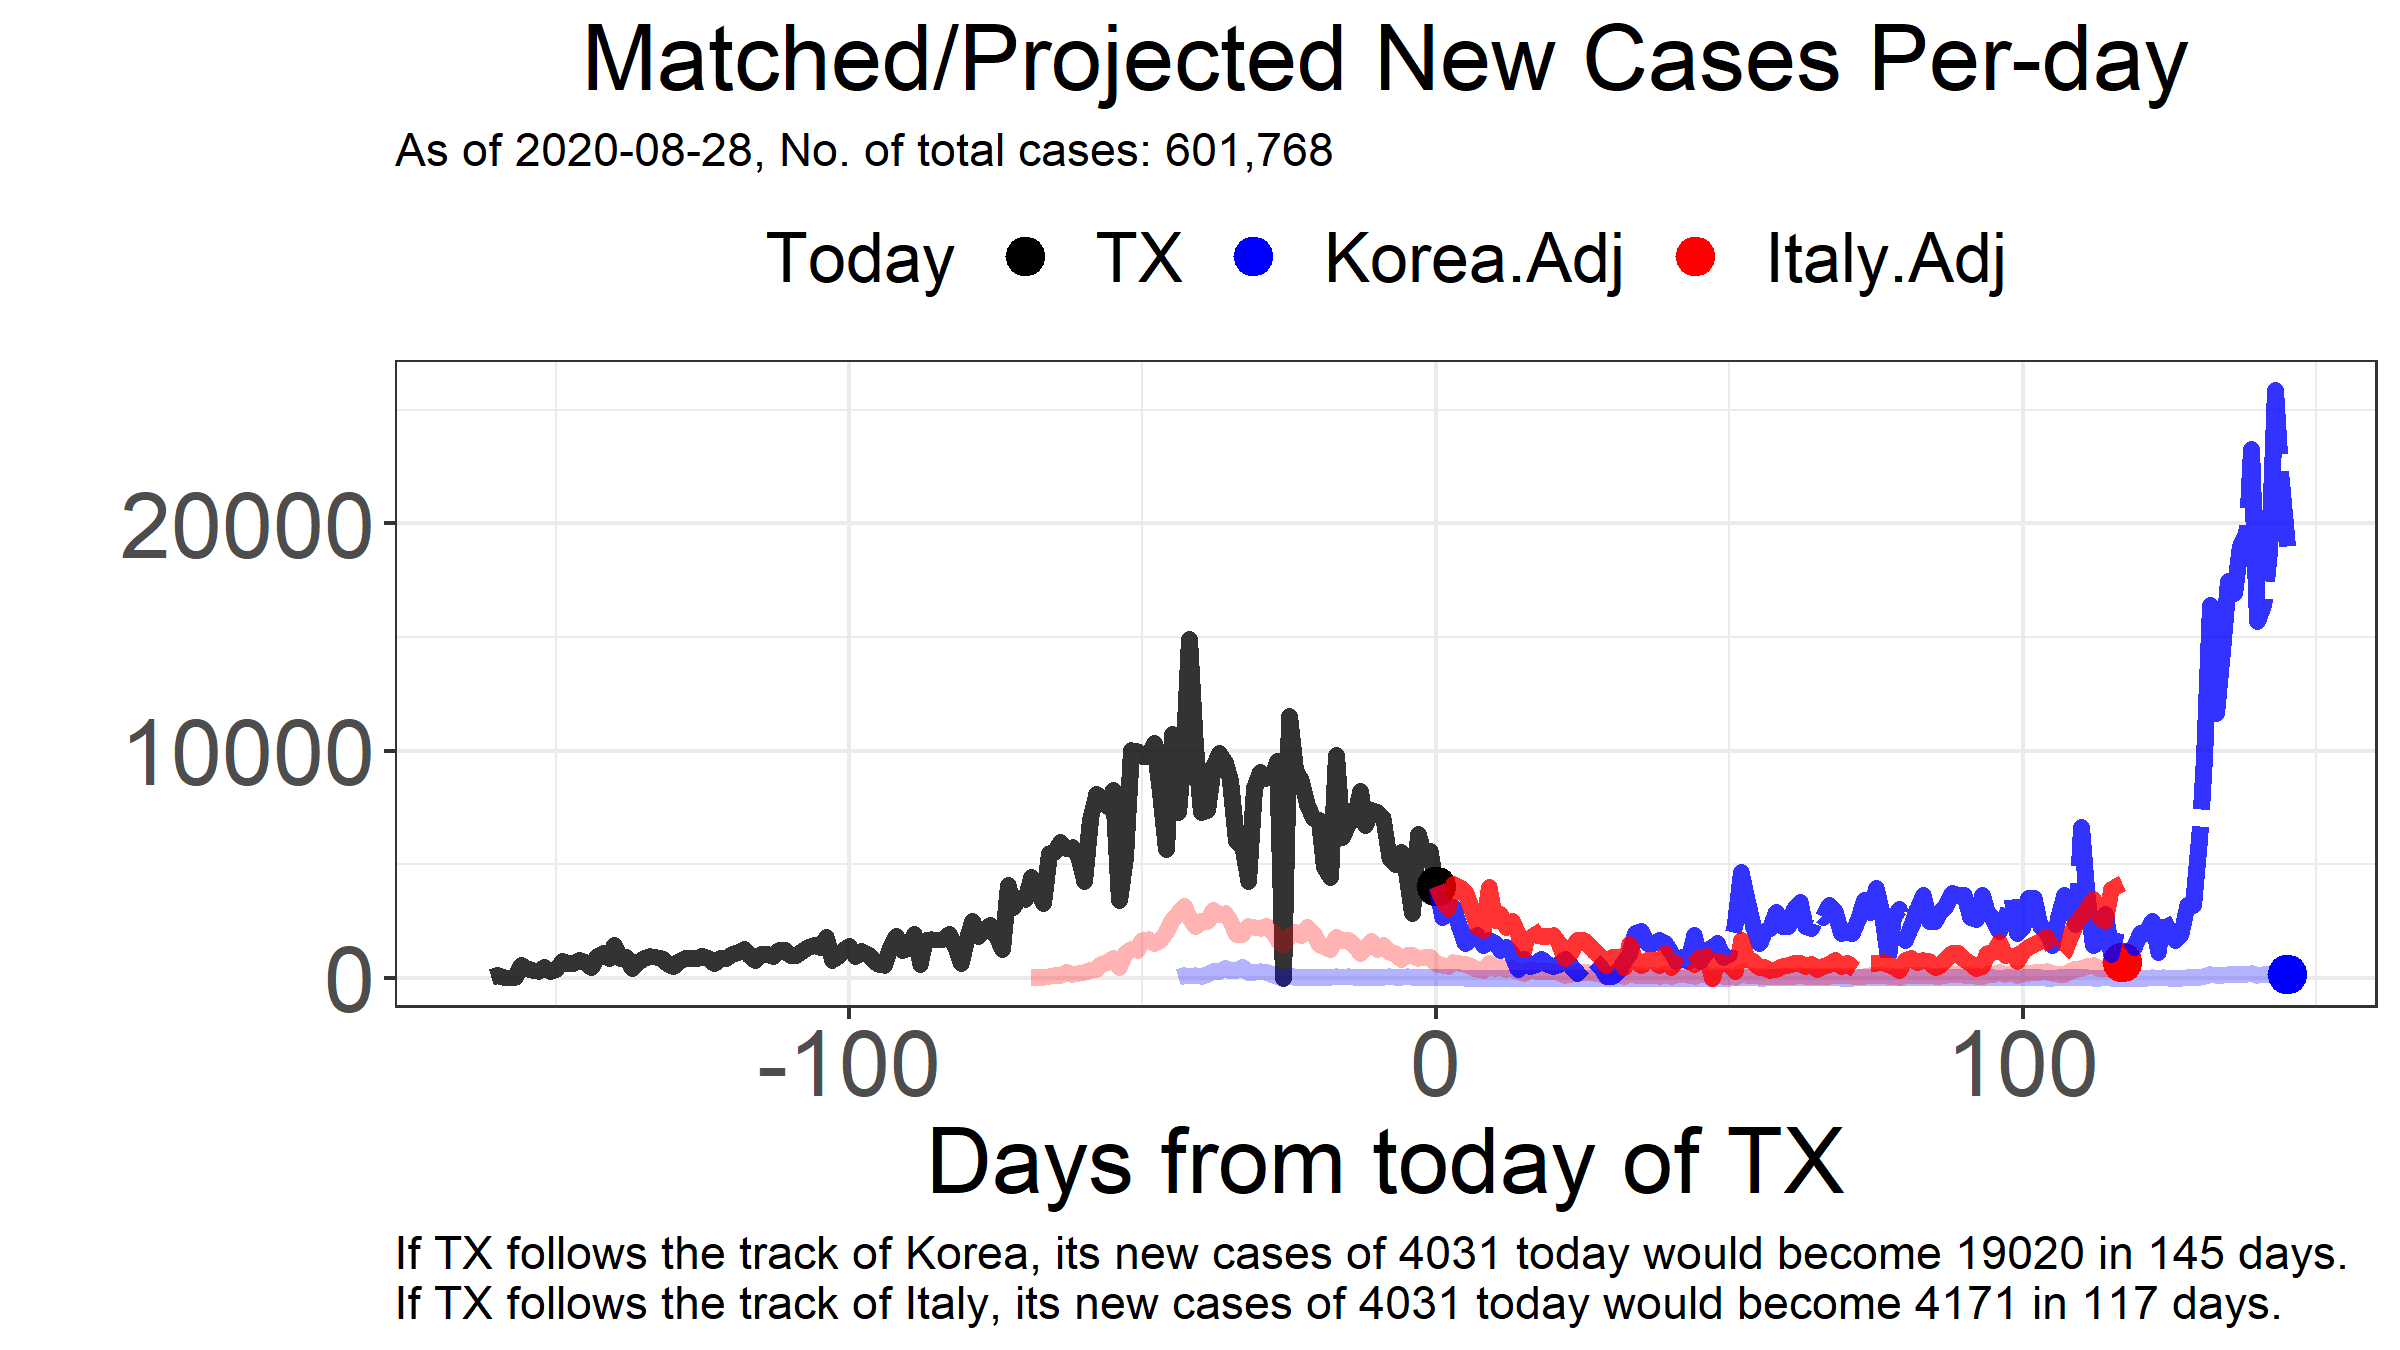 Matched/Projected New Cases Per-day
As of 2020-08-28, No. of total cases: 601,768
Today TX Korea.Adj Italy.Adj
20000
10000
0
-100 0 100
Days from today of TX
If TX follows the track of Korea, its new cases of 4031 today would become 19020 in 145 days.
If TX follows the track of Italy, its new cases of 4031 today would become 4171 in 117 days.